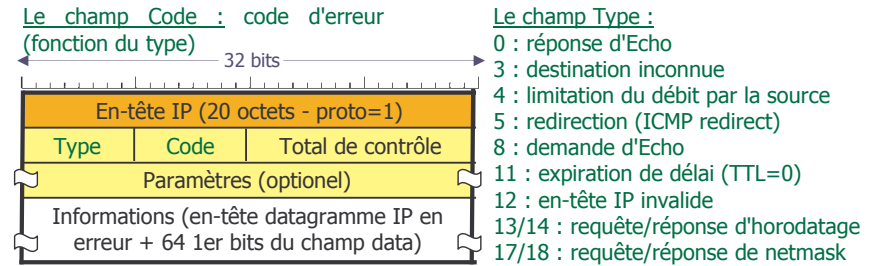 Le champ Code : code d'erreur
(fonction du type)
32 bits
En-tête IP (20 octets - proto=1)
Type Code Total de contrôle
Paramètres (optionel)
Informations (en-tête datagramme IP en
erreur + 64 1er bits du champ data)
Le champ Type :
0 : réponse d'Echo
3 : destination inconnue
4 : limitation du débit par la source
5 : redirection (ICMP redirect)
8 : demande d'Echo
11 : expiration de délai (TTL=0)
12 : en-tête IP invalide
13/14 : requête/réponse d'horodatage
17/18 : requête/réponse de netmask